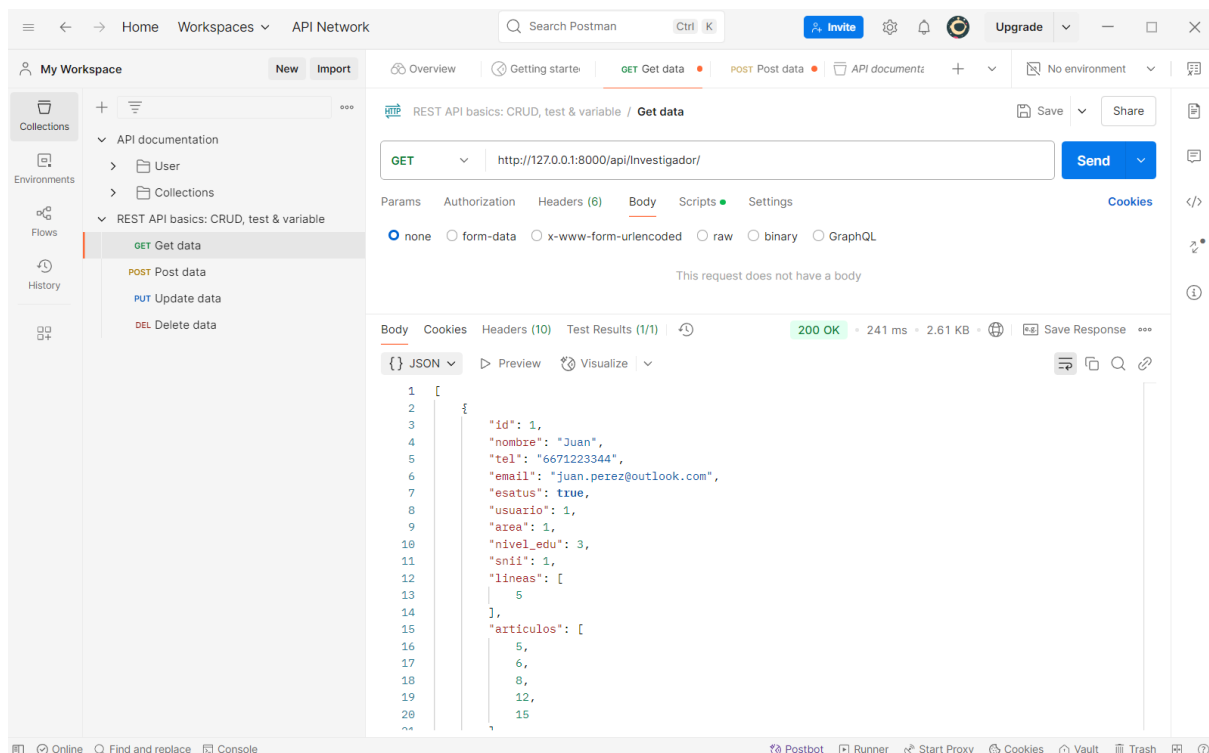 Home Workspaces API Network Search Postman Ctrl K Invite Upgrade
My Workspace New Import Overview Getting starte GET Get data POST Post data API documenta No environment
Collections
Environments
Flows
History
API documentation
User
Collections
REST API basics: CRUD, test & variable
GET Get data
POST Post data
PUT Update data
DEL Delete data
HTTP REST API basics: CRUD, test & variable / Get data Save Share
GET http://127.0.0.1:8000/api/Investigador/ Send
Params Authorization Headers (6) Body Scripts Settings Cookies
none form-data x-www-form-urlencoded raw binary GraphQL
This request does not have a body
Body Cookies Headers (10) Test Results (1/1) 200 OK 241 ms 2.61 KB e.g. Save Response
{} JSON Preview Visualize
1 [
2 {
3 "id": 1,
4 "nombre": "Juan",
5 "tel": "6671223344",
6 "email": "juan.perez@outlook.com",
7 "esatus": true,
8 "usuario": 1,
9 "area": 1,
10 "nivel_edu": 3,
11 "snii": 1,
12 "lineas": [
13 5
14 ],
15 "articulos": [
16 5,
17 6,
18 8,
19 12,
20 15
21 ]
Online Find and replace Console Postbot Runner Start Proxy Cookies Vault Trash